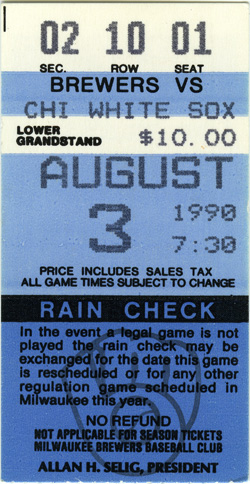 02 10 01
SEC. ROW SEAT
BREWERS VS
CHI WHITE SOX
LOWER
GRANDSTAND $10.00
AUGUST
3 1990
7:30
PRICE INCLUDES SALES TAX
ALL GAME TIMES SUBJECT TO CHANGE
RAIN CHECK
In the event a legal game is not
played the rain check may be
exchanged for the date this game
is rescheduled or for any other
regulation game scheduled in
Milwaukee this year.
NO REFUND
NOT APPLICABLE FOR SEASON TICKETS
MILWAUKEE BREWERS BASEBALL CLUB
ALLAN H. SELIG, PRESIDENT